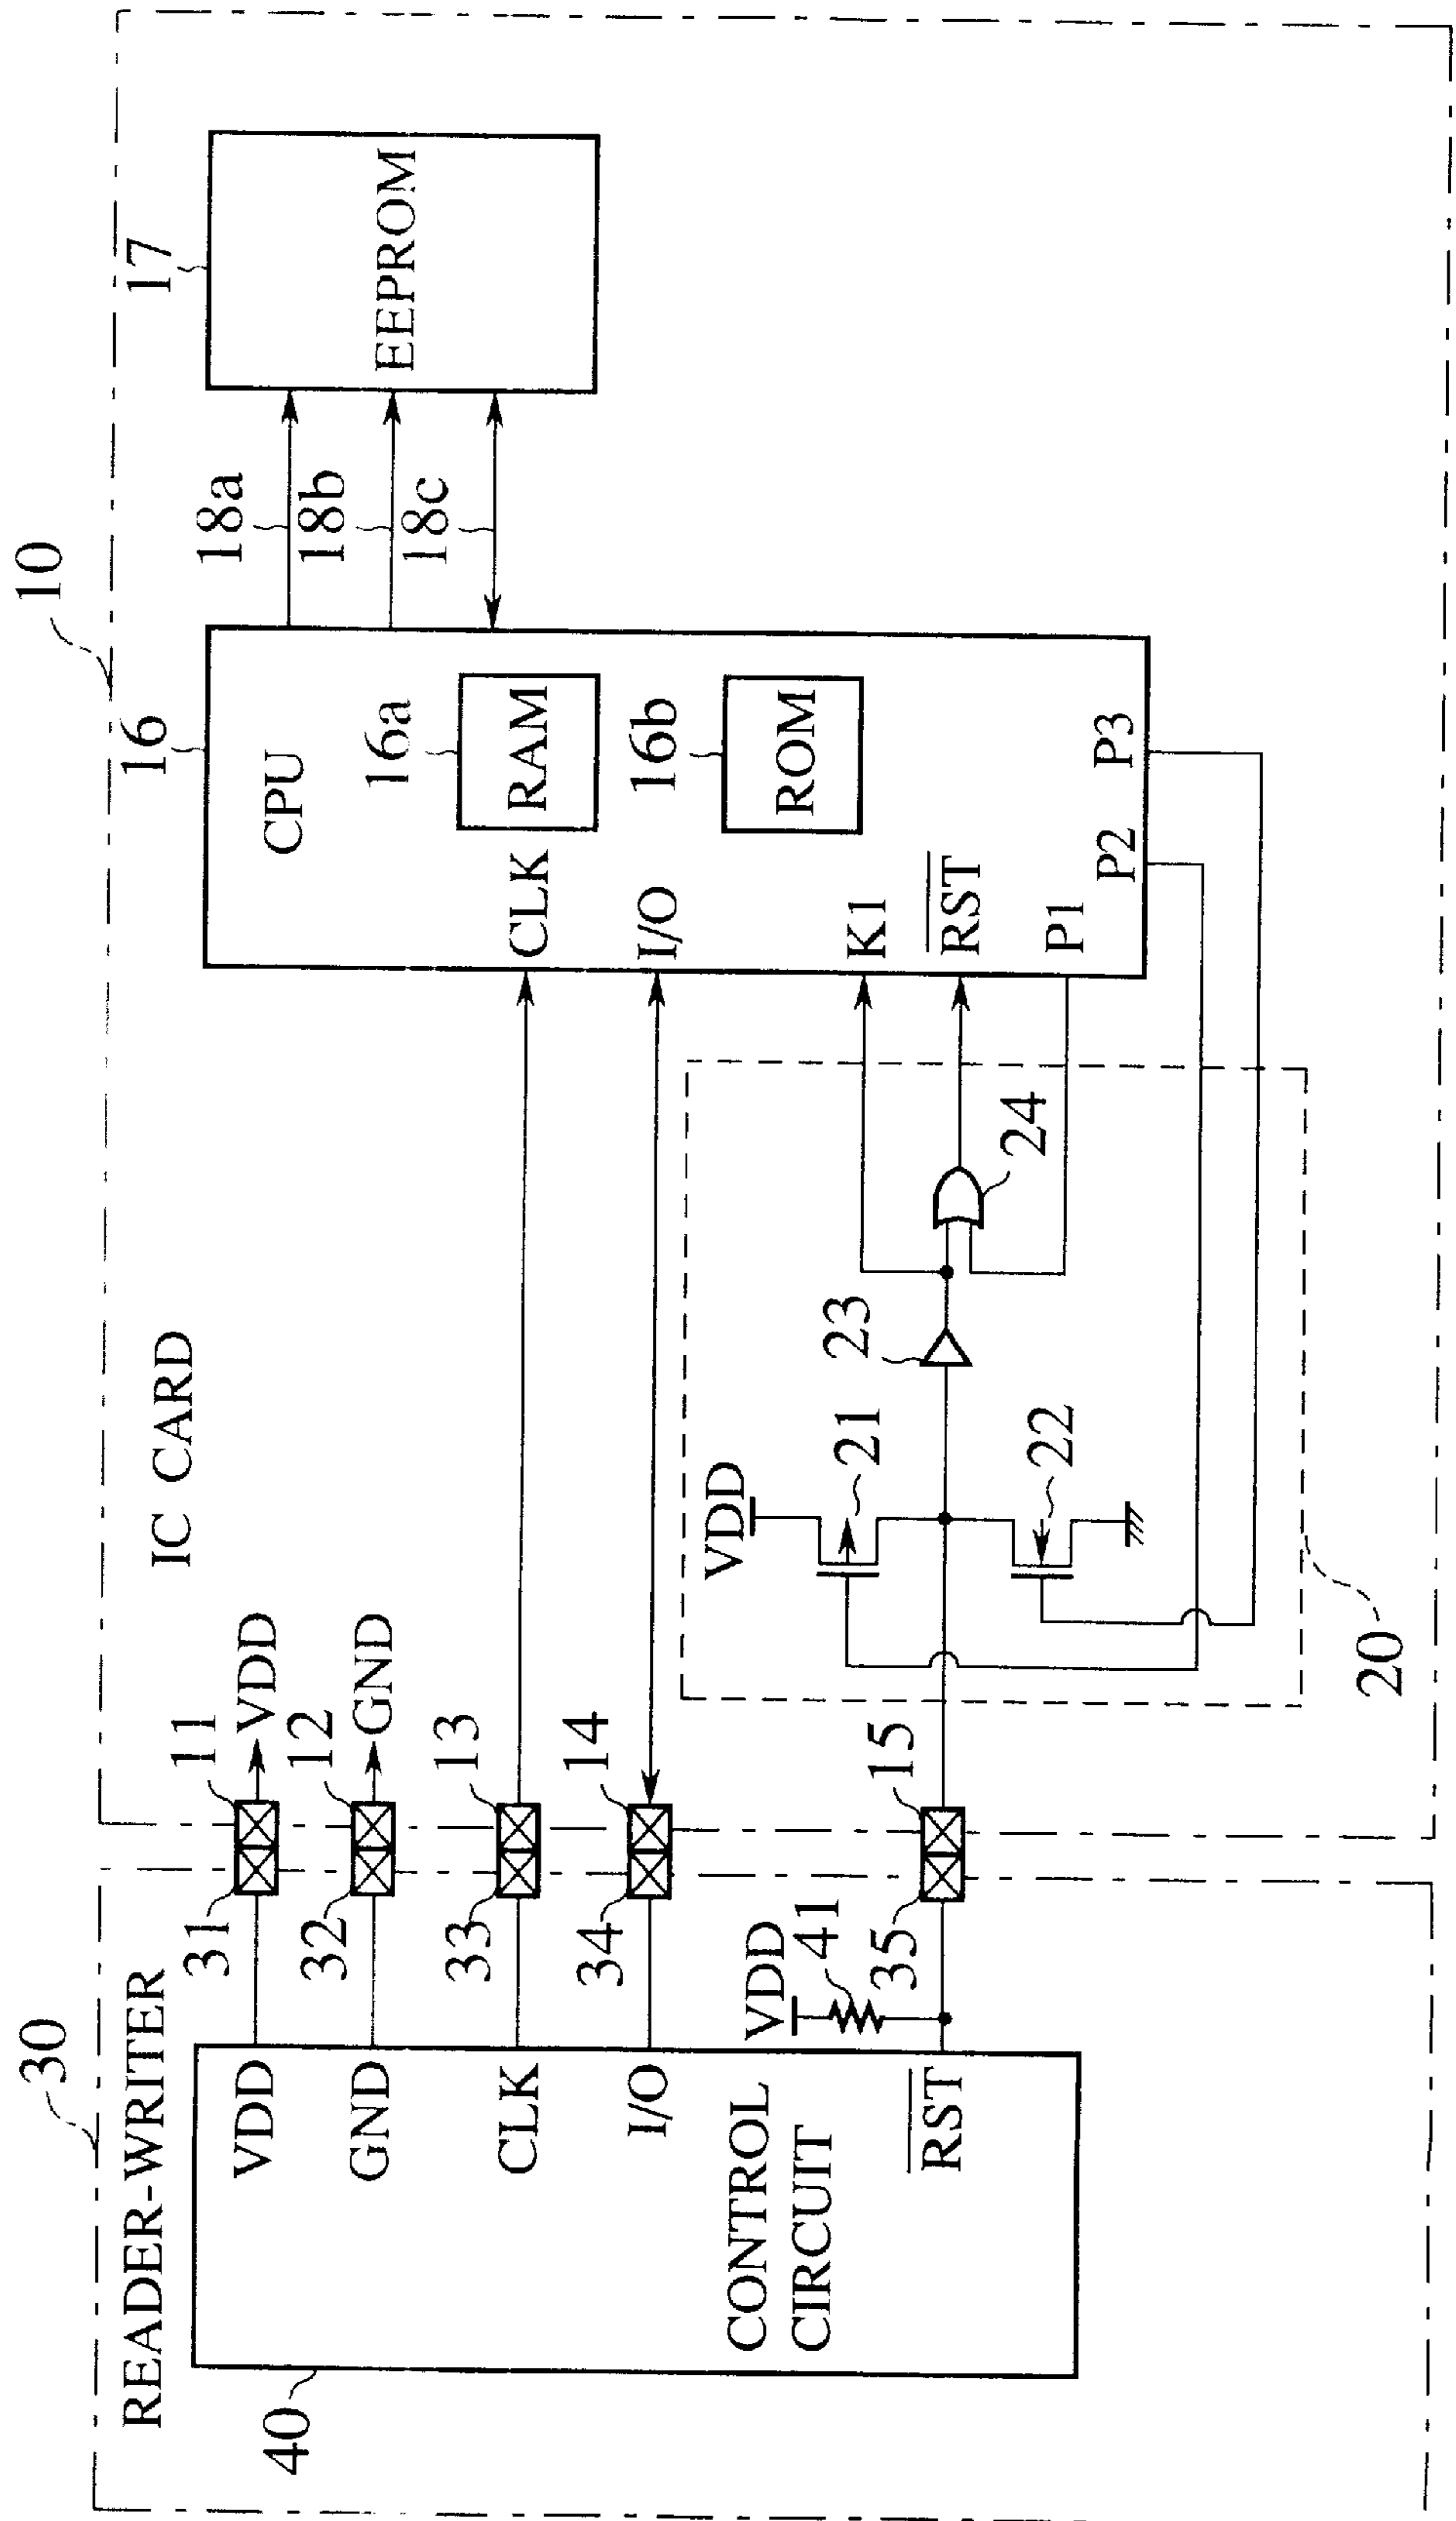 10
30
READER-WRITER
IC CARD
40
VDD
GND
CLK
I/O
CONTROL
CIRCUIT
RST
VDD
41
31
11
VDD
32
12
GND
33
13
34
14
35
15
16
CPU
16a
RAM
16b
ROM
CLK
I/O
K1
RST
P1
P2
P3
17
EEPROM
18a
18b
18c
VDD
21
22
23
24
20